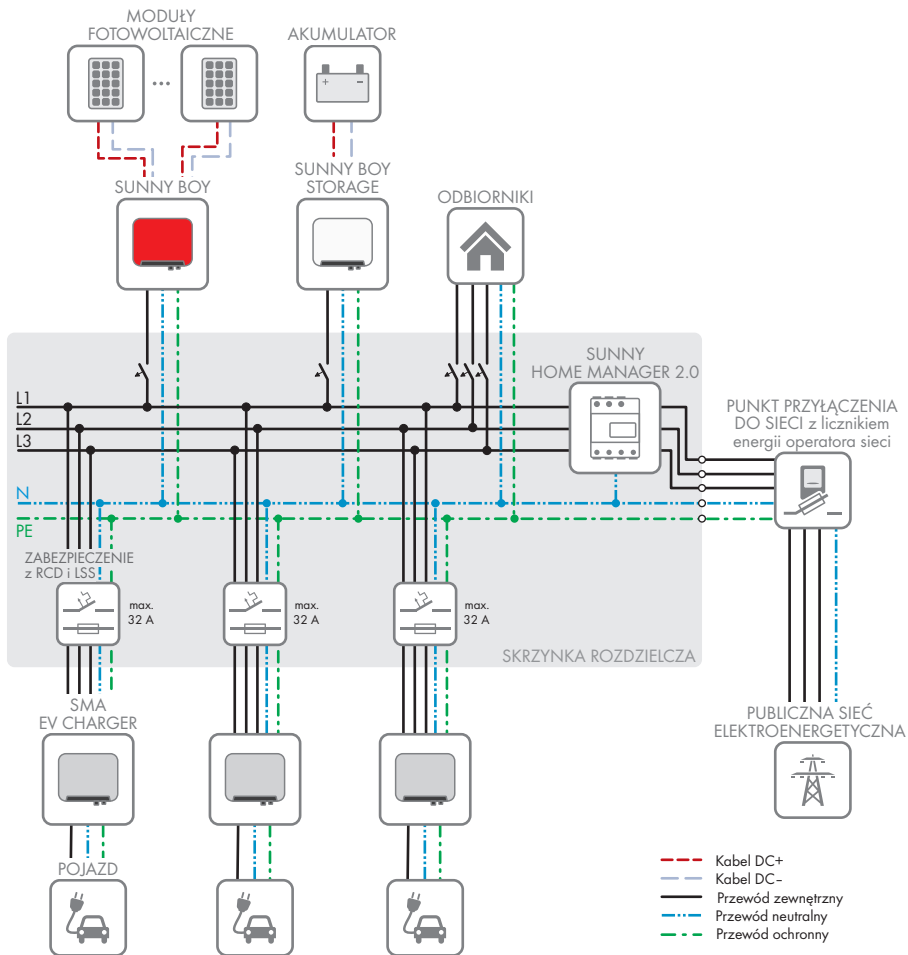 MODUŁY
FOTOWOLTAICZNE
AKUMULATOR
SUNNY BOY
SUNNY BOY
STORAGE
ODBIORNIKI
SUNNY
HOME MANAGER 2.0
PUNKT PRZYŁĄCZENIA
DO SIECI z licznikiem
energii operatora sieci
L1
L2
L3
N
PE
ZABEZPIECZENIE
z RCD i LSS
max.
32 A
max.
32 A
max.
32 A
SKRZYNKA ROZDZIELCZA
SMA
EV CHARGER
PUBLICZNA SIEĆ
ELEKTROENERGETYCZNA
POJAZD
Kabel DC+
Kabel DC–
Przewód zewnętrzny
Przewód neutralny
Przewód ochronny